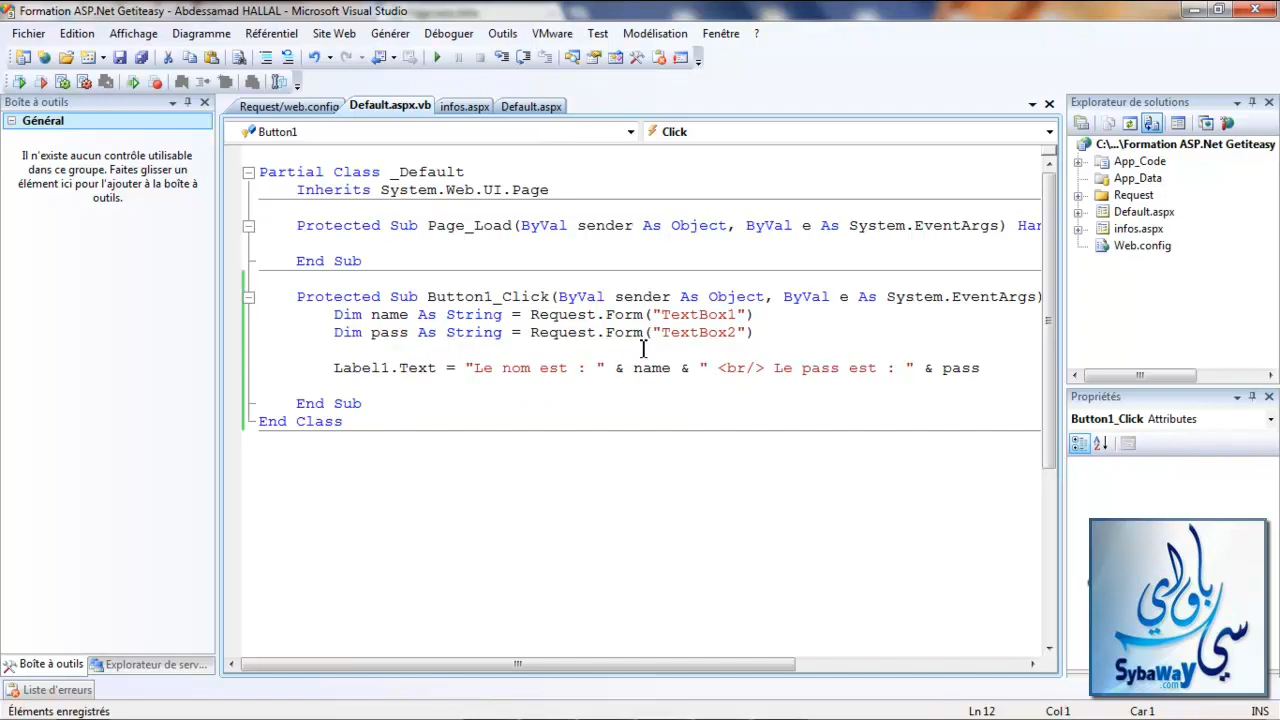 Formation ASP.Net Getiteasy - Abdessamad HALLAL - Microsoft Visual Studio
Fichier Edition Affichage Diagramme Référentiel Site Web Générer Déboguer Outils VMware Test Modélisation Fenêtre ?
Boîte à outils
Général
Il n'existe aucun contrôle utilisable
dans ce groupe. Faites glisser un
élément ici pour l'ajouter à la boîte à
outils.
Boîte à outils Explorateur de serv...
Request/web.config Default.aspx.vb infos.aspx Default.aspx
Button1 Click
Partial Class _Default
Inherits System.Web.UI.Page
Protected Sub Page_Load(ByVal sender As Object, ByVal e As System.EventArgs) Han
End Sub
Protected Sub Button1_Click(ByVal sender As Object, ByVal e As System.EventArgs)
Dim name As String = Request.Form("TextBox1")
Dim pass As String = Request.Form("TextBox2")
Label1.Text = "Le nom est : " & name & " <br/> Le pass est : " & pass
End Sub
End Class
Explorateur de solutions
C:\...\Formation ASP.Net Getiteasy
App_Code
App_Data
Request
Default.aspx
infos.aspx
Web.config
Propriétés
Button1_Click Attributes
سي باواي
SybaWay
.com
Liste d'erreurs
Éléments enregistrés Ln 12 Col 1 Car 1 INS